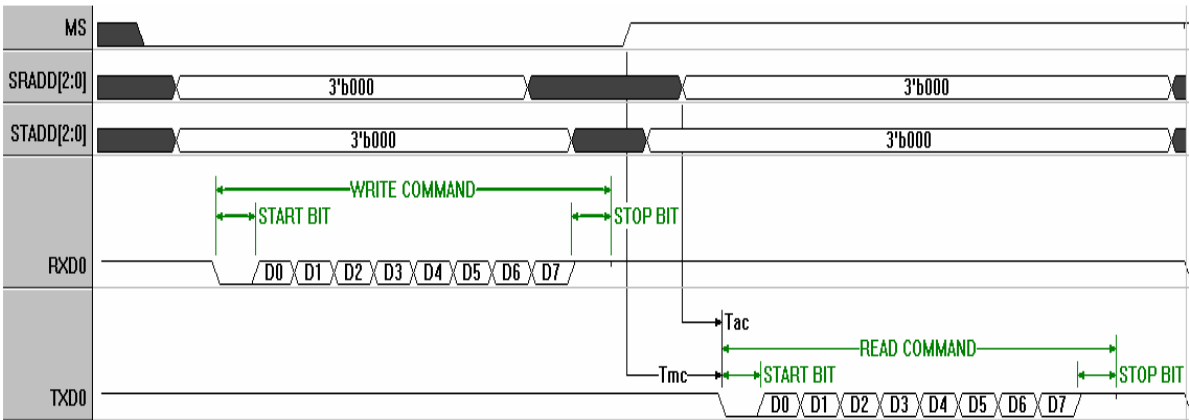 MS
SRADD[2:0] 3'b000 3'b000
STADD[2:0] 3'b000 3'b000
WRITE COMMAND
START BIT STOP BIT
RXD0 D0 D1 D2 D3 D4 D5 D6 D7
Tac
READ COMMAND
Tmc START BIT STOP BIT
TXD0 D0 D1 D2 D3 D4 D5 D6 D7